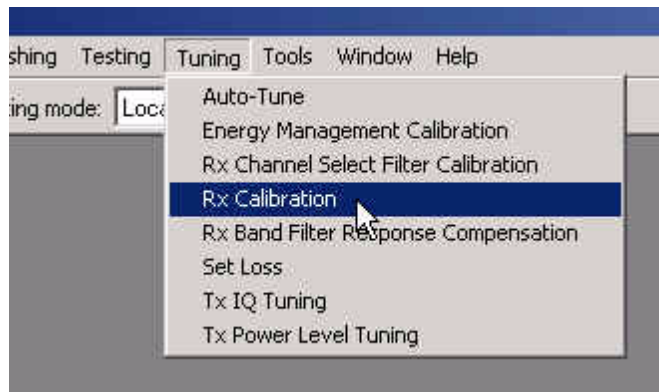 shing Testing Tuning Tools Window Help
ing mode: Loca
Auto-Tune
Energy Management Calibration
Rx Channel Select Filter Calibration
Rx Calibration
Rx Band Filter Response Compensation
Set Loss
Tx IQ Tuning
Tx Power Level Tuning